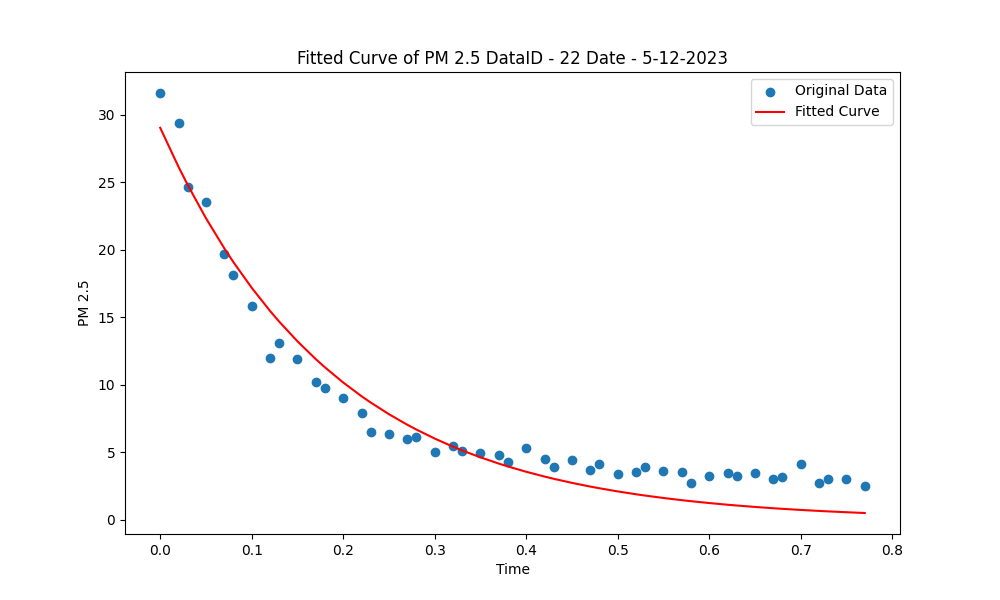 Fitted Curve of PM 2.5 DataID - 22 Date - 5-12-2023
Original Data
Fitted Curve
30
25
20
15
10
5
0
PM 2.5
0.0 0.1 0.2 0.3 0.4 0.5 0.6 0.7 0.8
Time